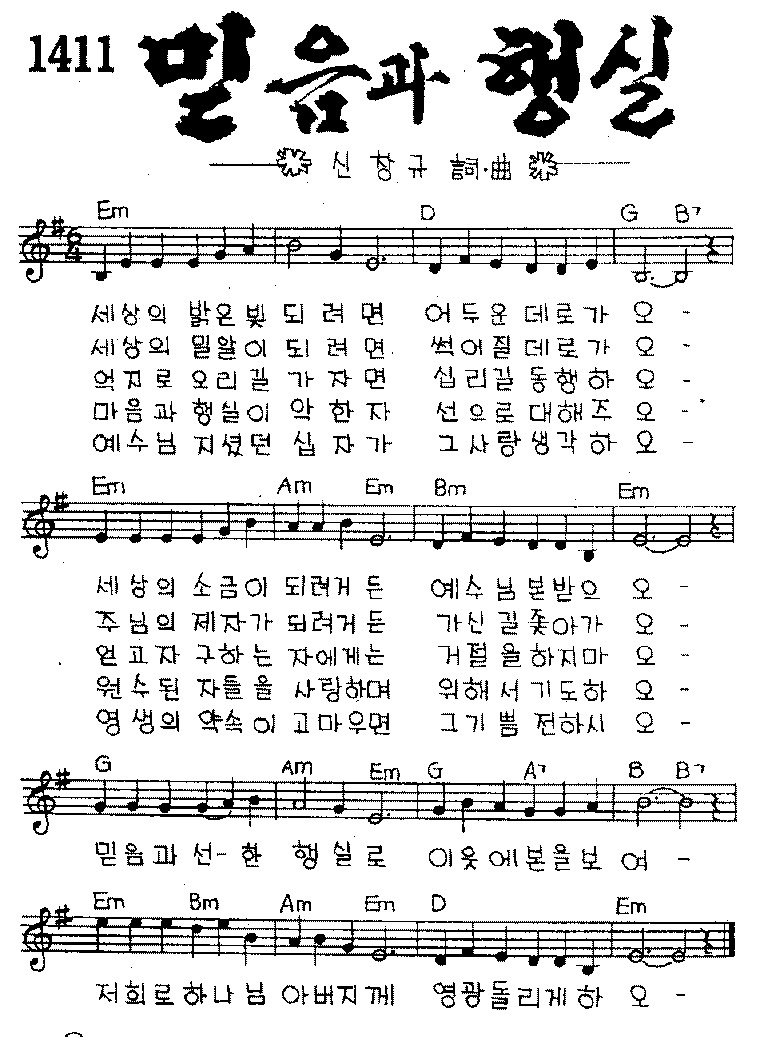 1411 믿음과 행실
신창규 詞·曲
Em D G B7
6/4
세상의 밝은빛 되려면 어두운데로가 오 -
세상의 밀알이 되려면 썩어질데로가 오 -
억지로 오리길 가자면 십리길동행하 오 -
마음과 행실이 악한자 선으로대해주 오 -
예수님 지셨던 십자가 그사랑생각하 오 -
Em Am Em Bm Em
세상의 소금이 되려거든 예수님본받으 오 -
주님의 제자가 되려거든 가신길좇아가 오 -
얻고자 구하는 자에게는 거절을하지마 오 -
원수된 자들을 사랑하며 위해서기도하 오 -
영생의 약속이 고마우면 그기쁨전하시 오 -
G Am Em G A7 B B7
믿음과선-한 행실로 이웃에본을보 여 -
Em Bm Am Em D Em
저희로하나님 아버지께 영광돌리게하 오 -